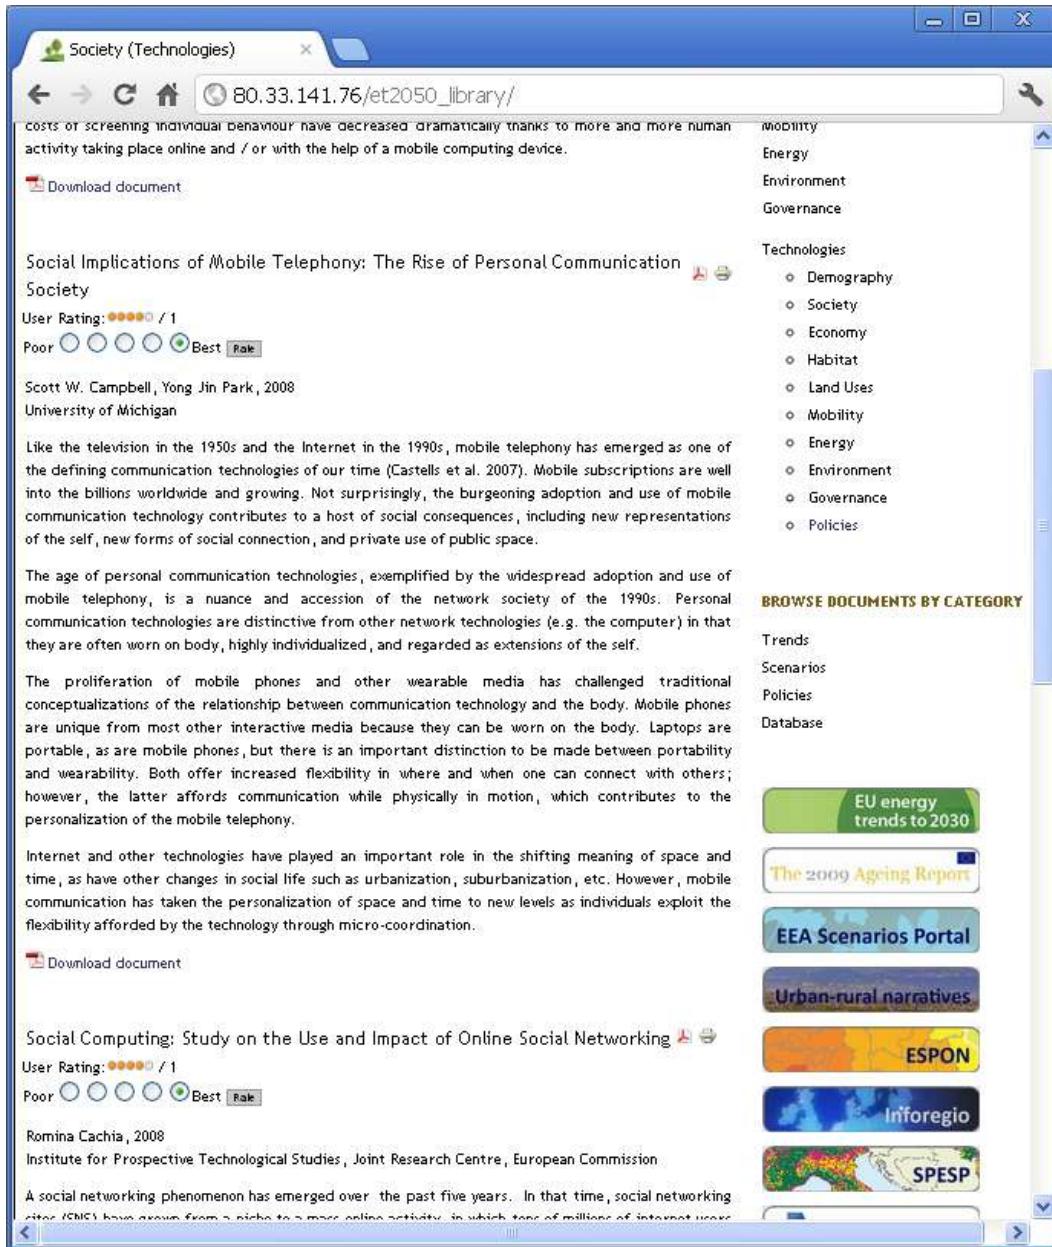 Society (Technologies)
80.33.141.76/et2050_library/
costs of screening individual behaviour have decreased dramatically thanks to more and more human
activity taking place online and / or with the help of a mobile computing device.
Download document
Social Implications of Mobile Telephony: The Rise of Personal Communication
Society
User Rating: / 1
Poor Best Rate
Scott W. Campbell, Yong Jin Park, 2008
University of Michigan
Like the television in the 1950s and the Internet in the 1990s, mobile telephony has emerged as one of
the defining communication technologies of our time (Castells et al. 2007). Mobile subscriptions are well
into the billions worldwide and growing. Not surprisingly, the burgeoning adoption and use of mobile
communication technology contributes to a host of social consequences, including new representations
of the self, new forms of social connection, and private use of public space.
The age of personal communication technologies, exemplified by the widespread adoption and use of
mobile telephony, is a nuance and accession of the network society of the 1990s. Personal
communication technologies are distinctive from other network technologies (e.g. the computer) in that
they are often worn on body, highly individualized, and regarded as extensions of the self.
The proliferation of mobile phones and other wearable media has challenged traditional
conceptualizations of the relationship between communication technology and the body. Mobile phones
are unique from most other interactive media because they can be worn on the body. Laptops are
portable, as are mobile phones, but there is an important distinction to be made between portability
and wearability. Both offer increased flexibility in where and when one can connect with others;
however, the latter affords communication while physically in motion, which contributes to the
personalization of the mobile telephony.
Internet and other technologies have played an important role in the shifting meaning of space and
time, as have other changes in social life such as urbanization, suburbanization, etc. However, mobile
communication has taken the personalization of space and time to new levels as individuals exploit the
flexibility afforded by the technology through micro-coordination.
Download document
Social Computing: Study on the Use and Impact of Online Social Networking
User Rating: / 1
Poor Best Rate
Romina Cachia, 2008
Institute for Prospective Technological Studies, Joint Research Centre, European Commission
A social networking phenomenon has emerged over the past five years. In that time, social networking
sites (SNS) have grown from a niche to a mass online activity, in which tens of millions of internet users
Mobility
Energy
Environment
Governance
Technologies
Demography
Society
Economy
Habitat
Land Uses
Mobility
Energy
Environment
Governance
Policies
BROWSE DOCUMENTS BY CATEGORY
Trends
Scenarios
Policies
Database
EU energy
trends to 2030
The 2009 Ageing Report
EEA Scenarios Portal
Urban-rural narratives
ESPON
Inforegio
SPESP